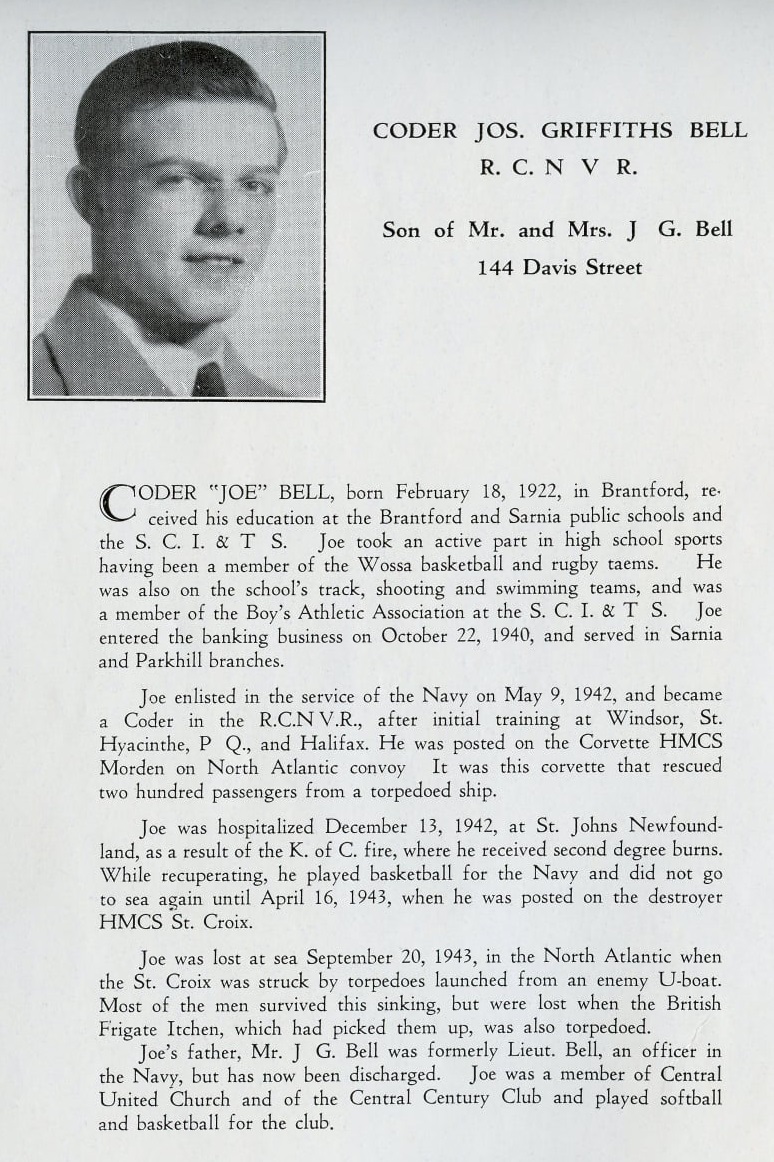 CODER JOS. GRIFFITHS BELL
R. C. N V R.
Son of Mr. and Mrs. J G. Bell
144 Davis Street
CODER "JOE" BELL, born February 18, 1922, in Brantford, re-
ceived his education at the Brantford and Sarnia public schools and
the S. C. I. & T S. Joe took an active part in high school sports
having been a member of the Wossa basketball and rugby taems. He
was also on the school's track, shooting and swimming teams, and was
a member of the Boy's Athletic Association at the S. C. I. & T S. Joe
entered the banking business on October 22, 1940, and served in Sarnia
and Parkhill branches.
Joe enlisted in the service of the Navy on May 9, 1942, and became
a Coder in the R.C.N V.R., after initial training at Windsor, St.
Hyacinthe, P Q., and Halifax. He was posted on the Corvette HMCS
Morden on North Atlantic convoy It was this corvette that rescued
two hundred passengers from a torpedoed ship.
Joe was hospitalized December 13, 1942, at St. Johns Newfound-
land, as a result of the K. of C. fire, where he received second degree burns.
While recuperating, he played basketball for the Navy and did not go
to sea again until April 16, 1943, when he was posted on the destroyer
HMCS St. Croix.
Joe was lost at sea September 20, 1943, in the North Atlantic when
the St. Croix was struck by torpedoes launched from an enemy U-boat.
Most of the men survived this sinking, but were lost when the British
Frigate Itchen, which had picked them up, was also torpedoed.
Joe's father, Mr. J G. Bell was formerly Lieut. Bell, an officer in
the Navy, but has now been discharged. Joe was a member of Central
United Church and of the Central Century Club and played softball
and basketball for the club.